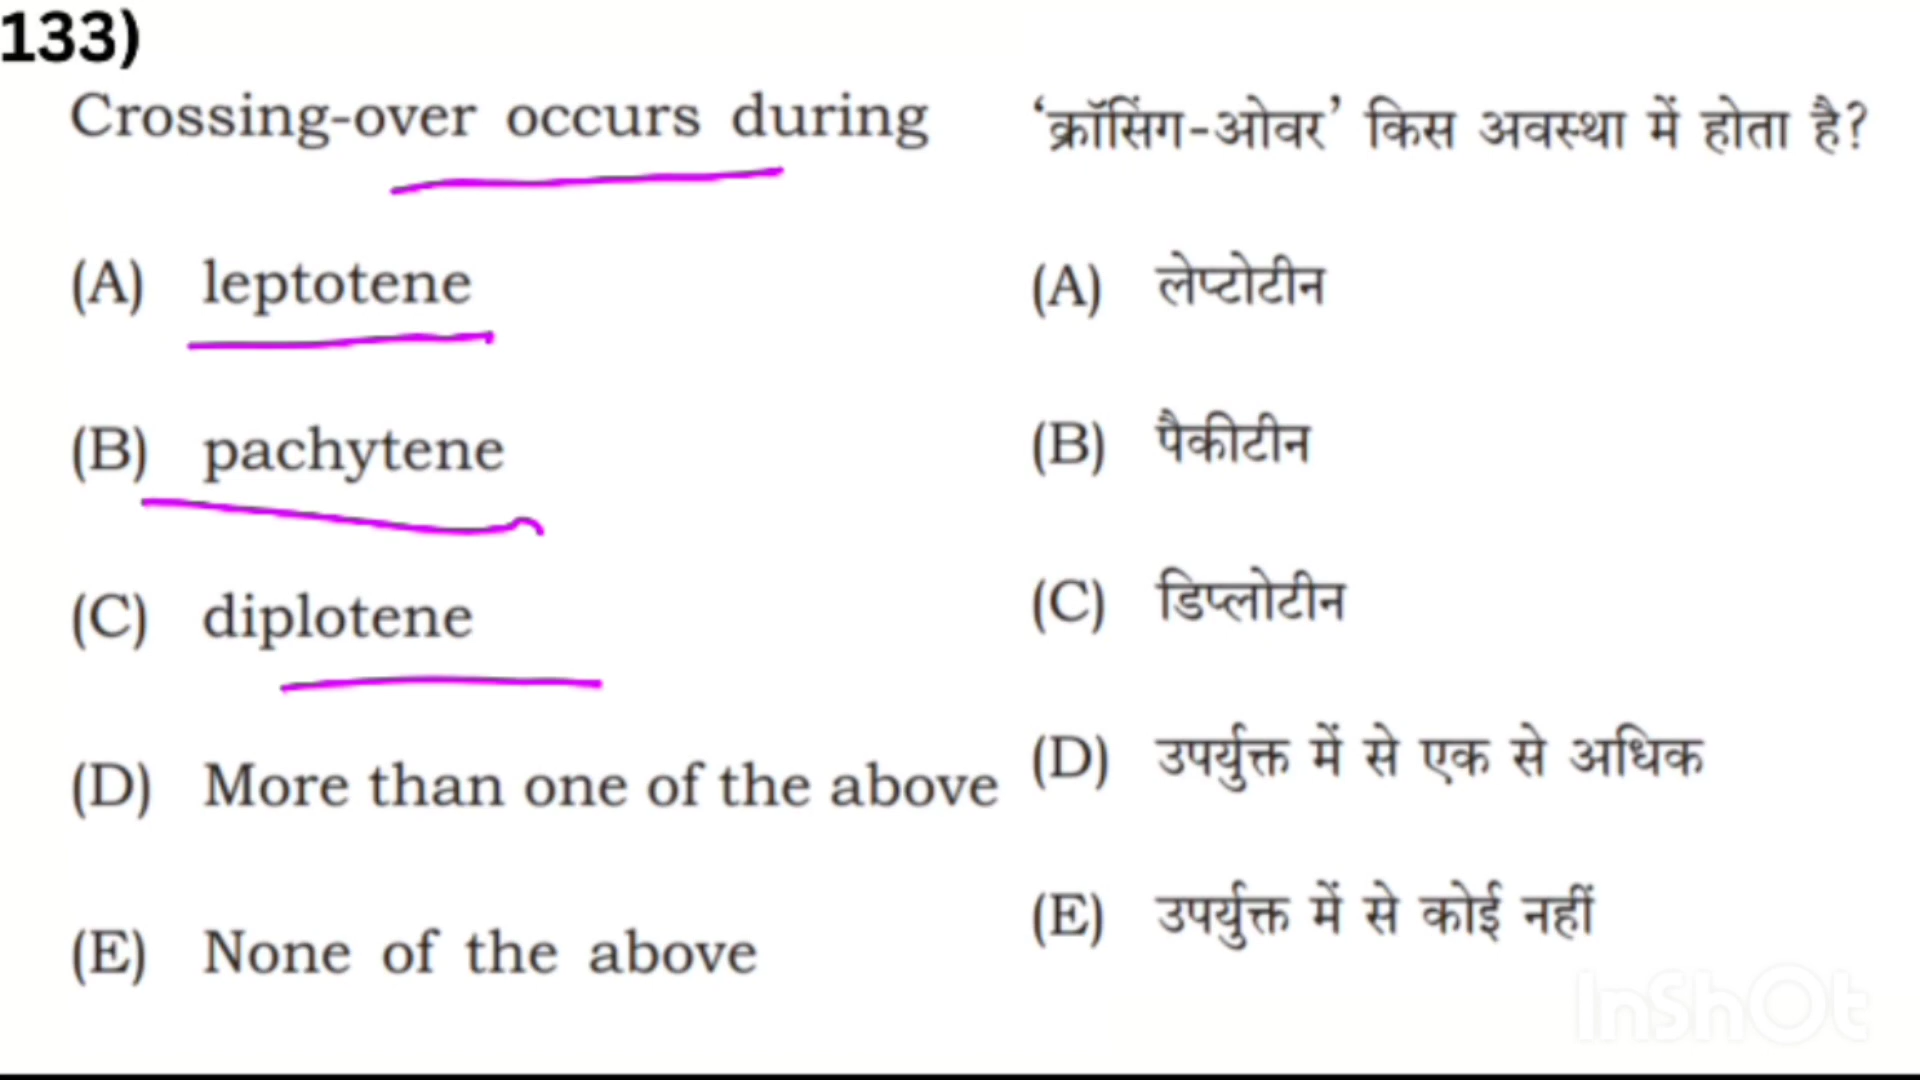 133)
Crossing-over occurs during
(A) leptotene
(B) pachytene
(C) diplotene
(D) More than one of the above
(E) None of the above
‘क्रॉसिंग-ओवर’ किस अवस्था में होता है?
(A) लेप्टोटीन
(B) पैकीटीन
(C) डिप्लोटीन
(D) उपर्युक्त में से एक से अधिक
(E) उपर्युक्त में से कोई नहीं
InShOt